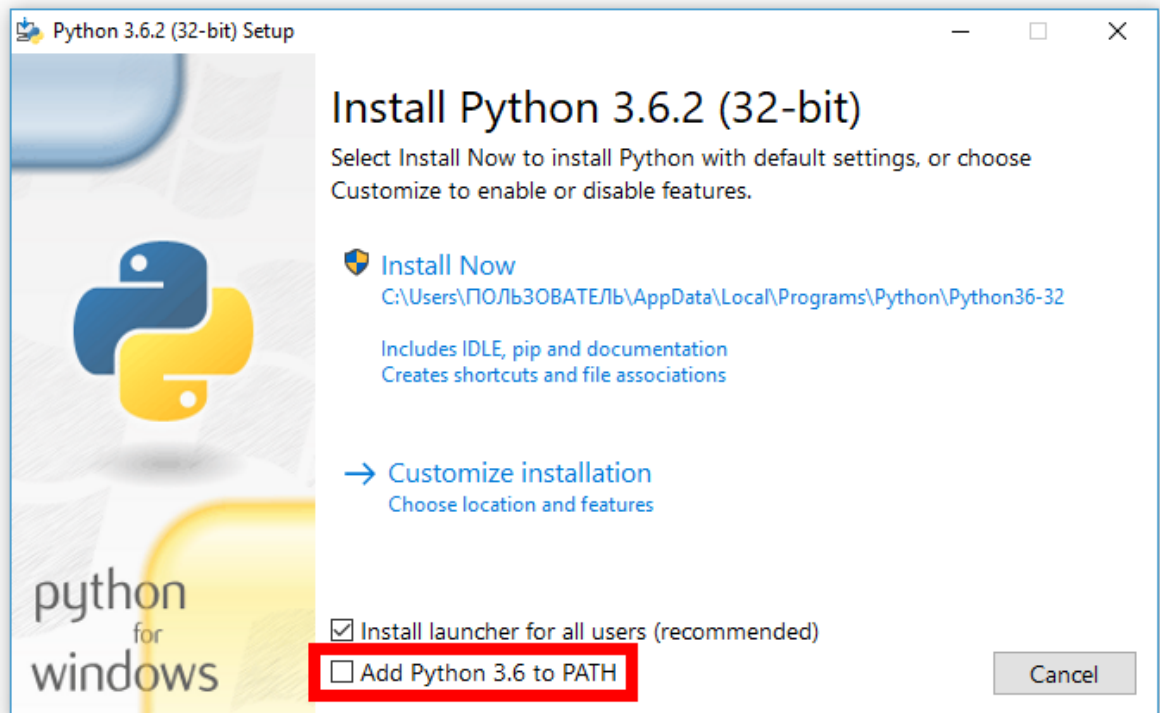 Python 3.6.2 (32-bit) Setup
Install Python 3.6.2 (32-bit)
Select Install Now to install Python with default settings, or choose
Customize to enable or disable features.
Install Now
C:\Users\ПОЛЬЗОВАТЕЛЬ\AppData\Local\Programs\Python\Python36-32
Includes IDLE, pip and documentation
Creates shortcuts and file associations
Customize installation
Choose location and features
python
for
windows
Install launcher for all users (recommended)
Add Python 3.6 to PATH
Cancel